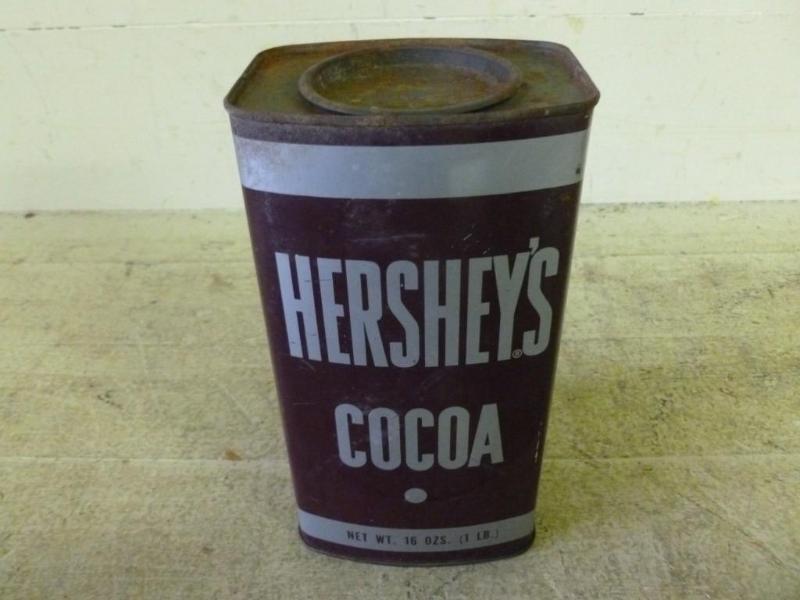 HERSHEY'S®
COCOA
NET WT. 16 OZS. (1 LB.)